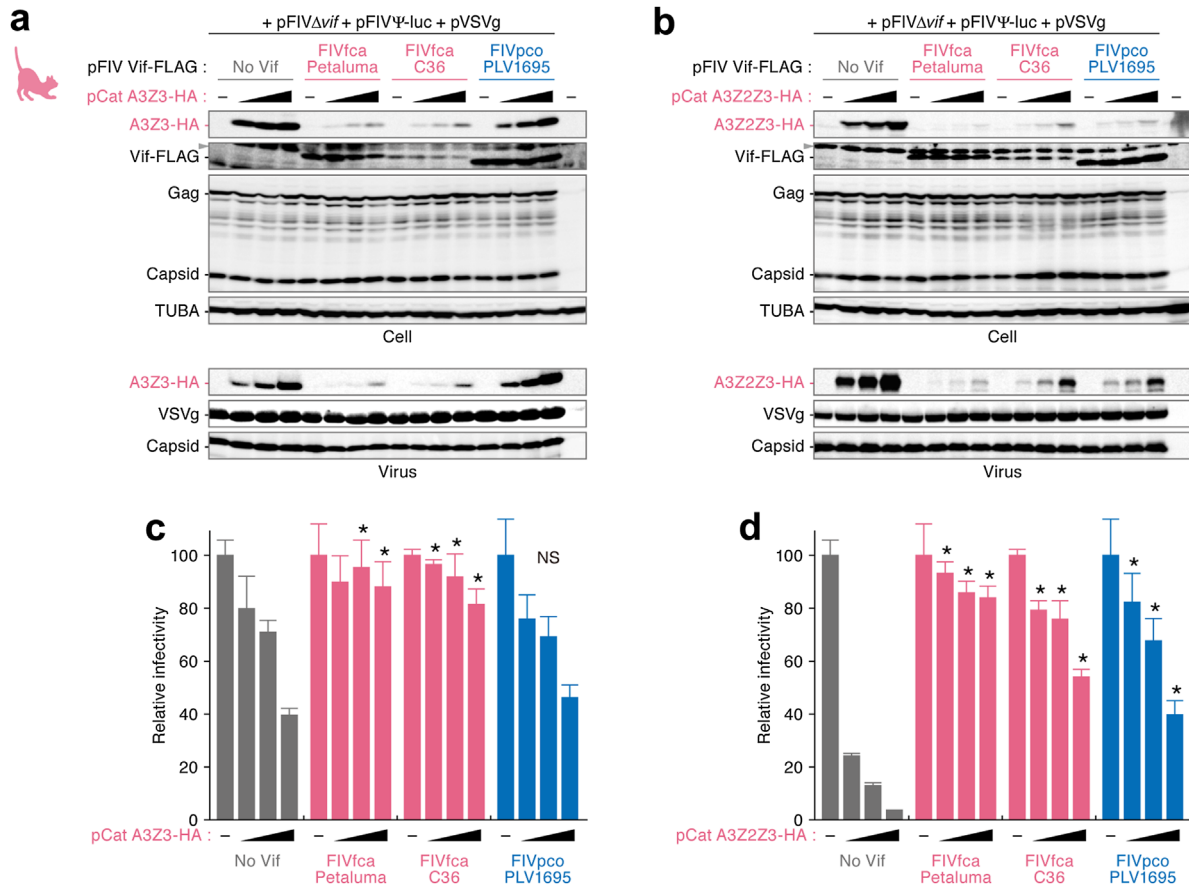 a
+ pFIVΔvif + pFIVΨ-luc + pVSVg
pFIV Vif-FLAG :
No Vif
FIVfca
Petaluma
FIVfca
C36
FIVpco
PLV1695
pCat A3Z3-HA :
–
–
–
–
–
A3Z3-HA
Vif-FLAG
Gag
Capsid
TUBA
Cell
A3Z3-HA
VSVg
Capsid
Virus
b
+ pFIVΔvif + pFIVΨ-luc + pVSVg
pFIV Vif-FLAG :
No Vif
FIVfca
Petaluma
FIVfca
C36
FIVpco
PLV1695
pCat A3Z2Z3-HA :
–
–
–
–
–
A3Z2Z3-HA
Vif-FLAG
Gag
Capsid
TUBA
Cell
A3Z2Z3-HA
VSVg
Capsid
Virus
c
Relative infectivity
100
80
60
40
20
0
* *
* * *
NS
pCat A3Z3-HA :
–
–
–
–
No Vif
FIVfca
Petaluma
FIVfca
C36
FIVpco
PLV1695
d
Relative infectivity
100
80
60
40
20
0
* * *
* * *
* * *
pCat A3Z2Z3-HA :
–
–
–
–
No Vif
FIVfca
Petaluma
FIVfca
C36
FIVpco
PLV1695